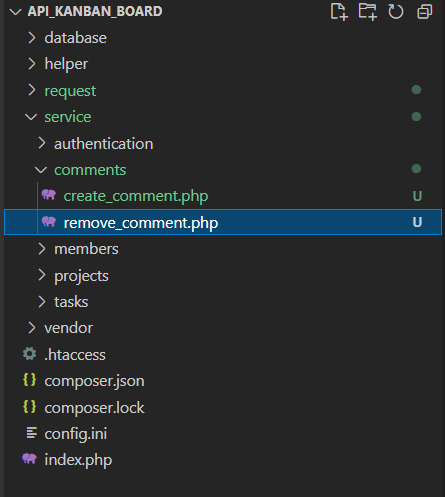 API_KANBAN_BOARD
database
helper
request
service
authentication
comments
create_comment.php U
remove_comment.php U
members
projects
tasks
vendor
.htaccess
composer.json
composer.lock
config.ini
index.php